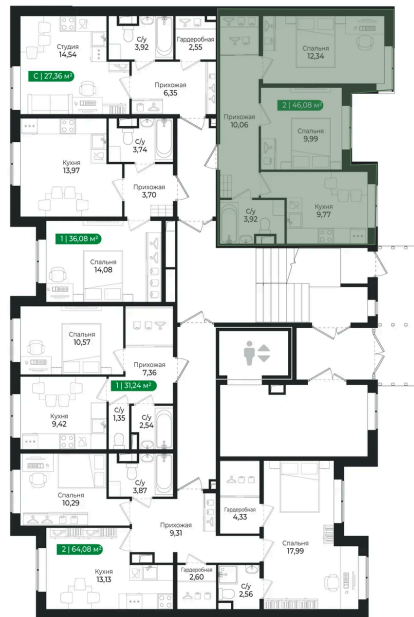 Студия
14,54
С | 27,36 м²
С/у
3,92
Гардеробная
2,55
Прихожая
6,35
Спальня
12,34
2 | 46,08 м²
Прихожая
10,06
Спальня
9,99
С/у
3,92
Кухня
9,77
Кухня
13,97
С/у
3,74
Прихожая
3,70
1 | 36,08 м²
Спальня
14,08
Спальня
10,57
Прихожая
7,36
1 | 31,24 м²
Кухня
9,42
С/у
1,35
С/у
2,54
Спальня
10,29
С/у
3,87
Прихожая
9,31
Гардеробная
4,33
Спальня
17,99
2 | 64,08 м²
Кухня
13,13
Гардеробная
2,60
С/у
2,56